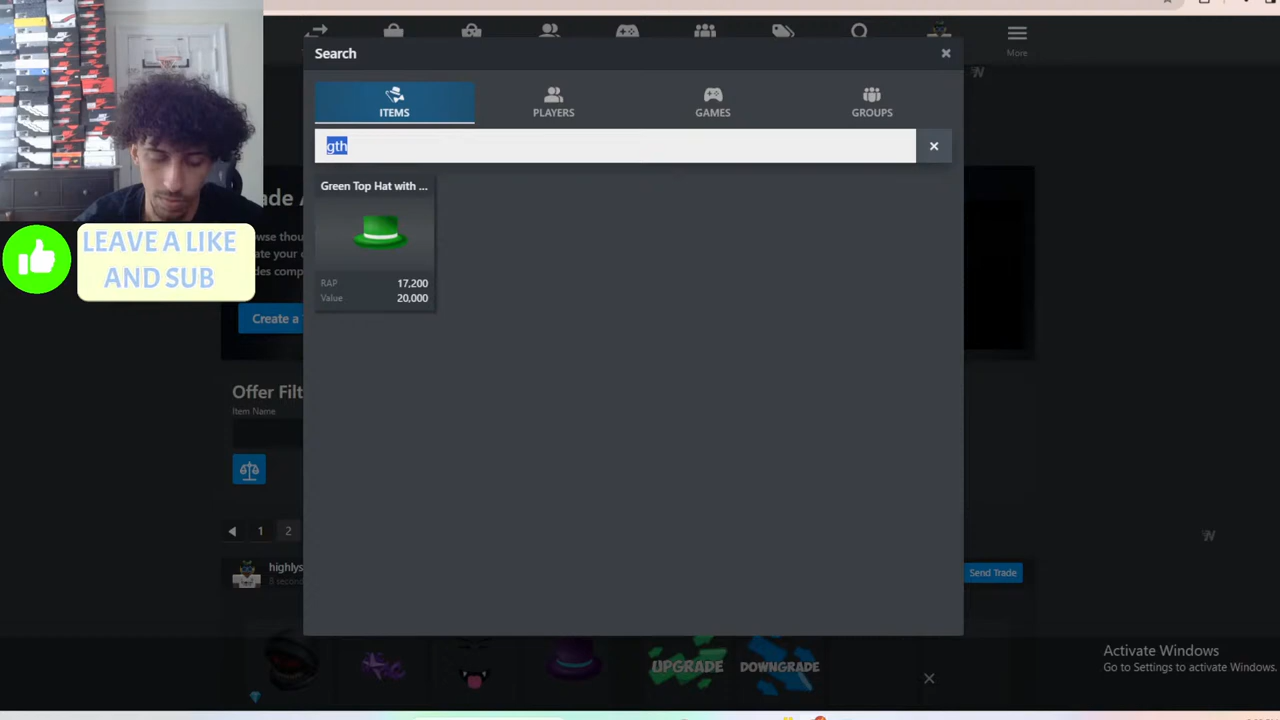 Search
More
ITEMS
PLAYERS
GAMES
GROUPS
gth
Green Top Hat with ...
RAP 17,200
Value 20,000
LEAVE A LIKE
AND SUB
Create a
Offer Filt
Item Name
1 2
highlys
Send Trade
UPGRADE
DOWNGRADE
Activate Windows
Go to Settings to activate Windows.